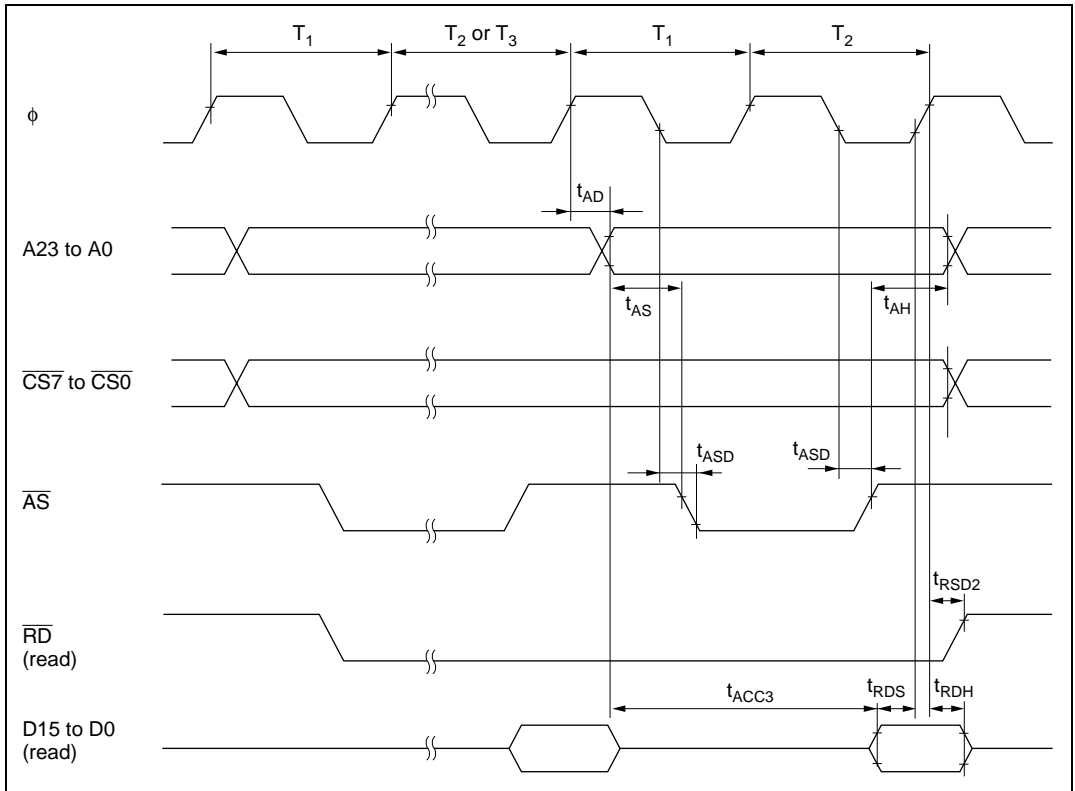 T1 T2 or T3 T1 T2
φ
tAD
A23 to A0
tAS tAH
CS7 to CS0
tASD tASD
AS
tRSD2
RD
(read)
tACC3 tRDS tRDH
D15 to D0
(read)